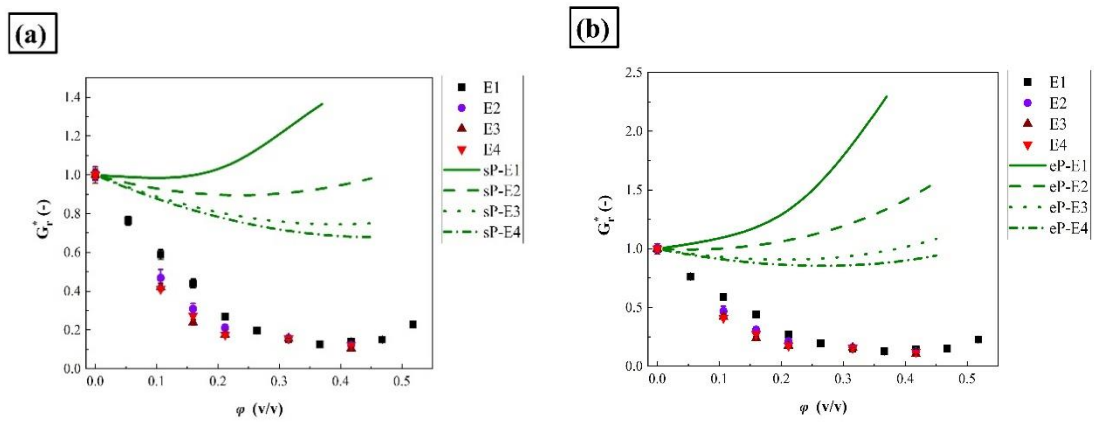 (a)
1.4
1.2
1.0
0.8
0.6
0.4
0.2
0.0
G*r (-)
0.0 0.1 0.2 0.3 0.4 0.5
φ (v/v)
E1
E2
E3
E4
sP-E1
sP-E2
sP-E3
sP-E4
(b)
2.5
2.0
1.5
1.0
0.5
0.0
G*r (-)
0.0 0.1 0.2 0.3 0.4 0.5
φ (v/v)
E1
E2
E3
E4
eP-E1
eP-E2
eP-E3
eP-E4